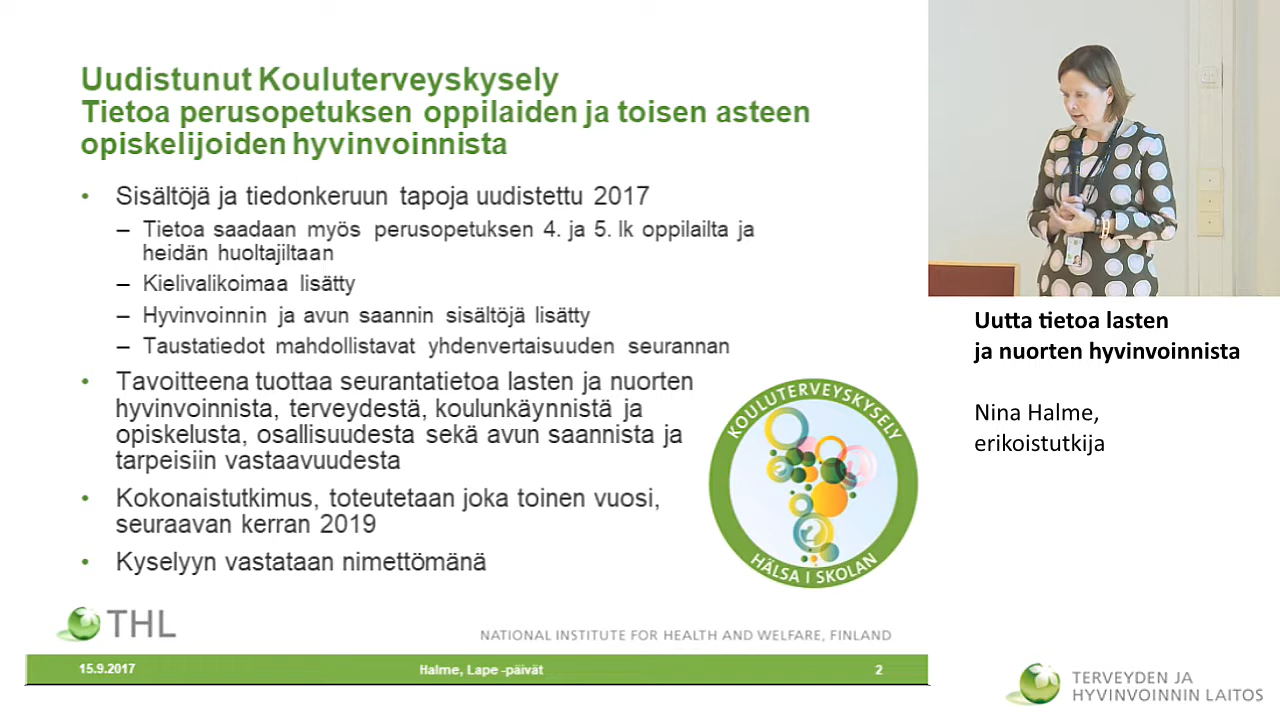 Uudistunut Kouluterveyskysely
Tietoa perusopetuksen oppilaiden ja toisen asteen
opiskelijoiden hyvinvoinnista
• Sisältöjä ja tiedonkeruun tapoja uudistettu 2017
– Tietoa saadaan myös perusopetuksen 4. ja 5. lk oppilailta ja
heidän huoltajiltaan
– Kielivalikoimaa lisätty
– Hyvinvoinnin ja avun saannin sisältöjä lisätty
– Taustatiedot mahdollistavat yhdenvertaisuuden seurannan
• Tavoitteena tuottaa seurantatietoa lasten ja nuorten
hyvinvoinnista, terveydestä, koulunkäynnistä ja
opiskelusta, osallisuudesta sekä avun saannista ja
tarpeisiin vastaavuudesta
• Kokonaistutkimus, toteutetaan joka toinen vuosi,
seuraavan kerran 2019
• Kyselyyn vastataan nimettömänä
KOULUTERVEYSKYSELY
HÄLSA I SKOLAN
THL
NATIONAL INSTITUTE FOR HEALTH AND WELFARE, FINLAND
15.9.2017
Halme, Lape -päivät
2
Uutta tietoa lasten
ja nuorten hyvinvoinnista
Nina Halme,
erikoistutkija
TERVEYDEN JA
HYVINVOINNIN LAITOS